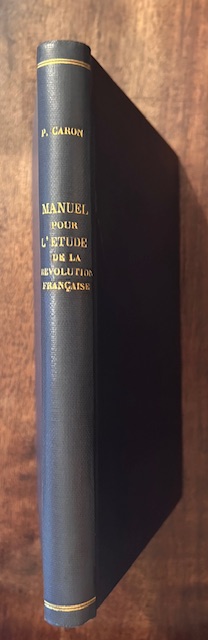 P. CARON
MANUEL
POUR
L'ETUDE
DE LA
REVOLUTION
FRANÇAISE